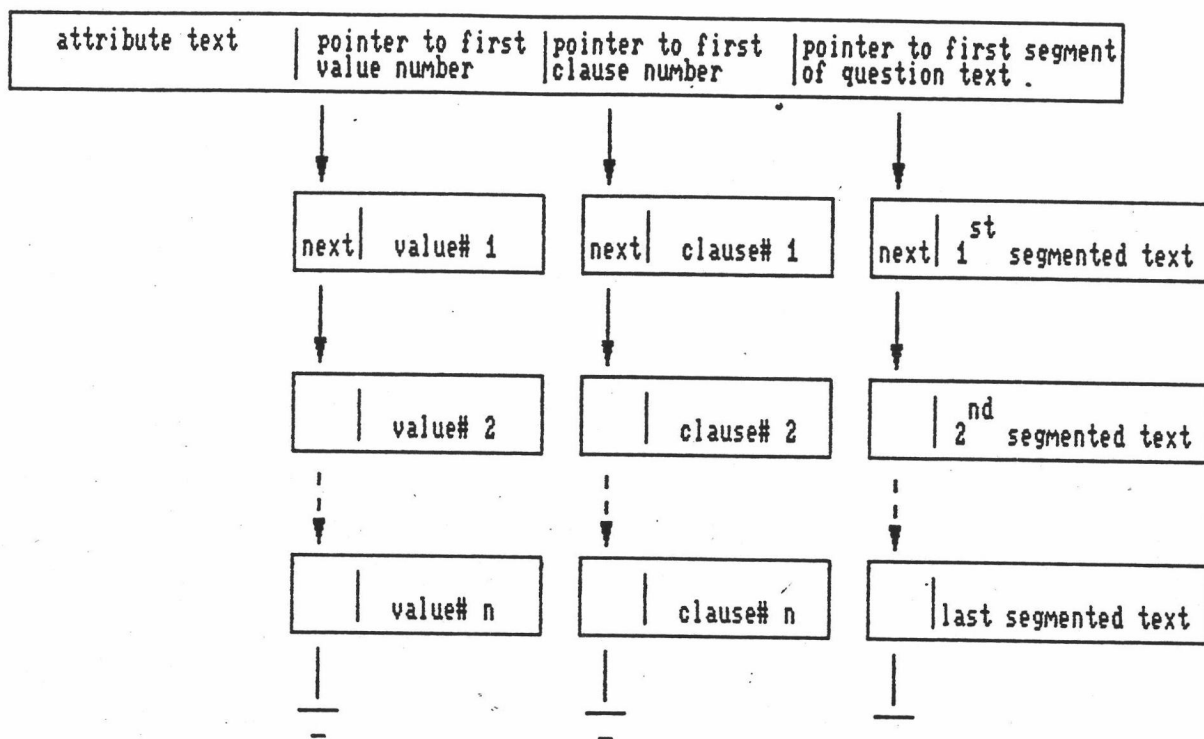 attribute text | pointer to first | pointer to first | pointer to first segment
value number | clause number | of question text .
next | value# 1
next | clause# 1
next | 1st segmented text
value# 2
clause# 2
2nd segmented text
value# n
clause# n
last segmented text